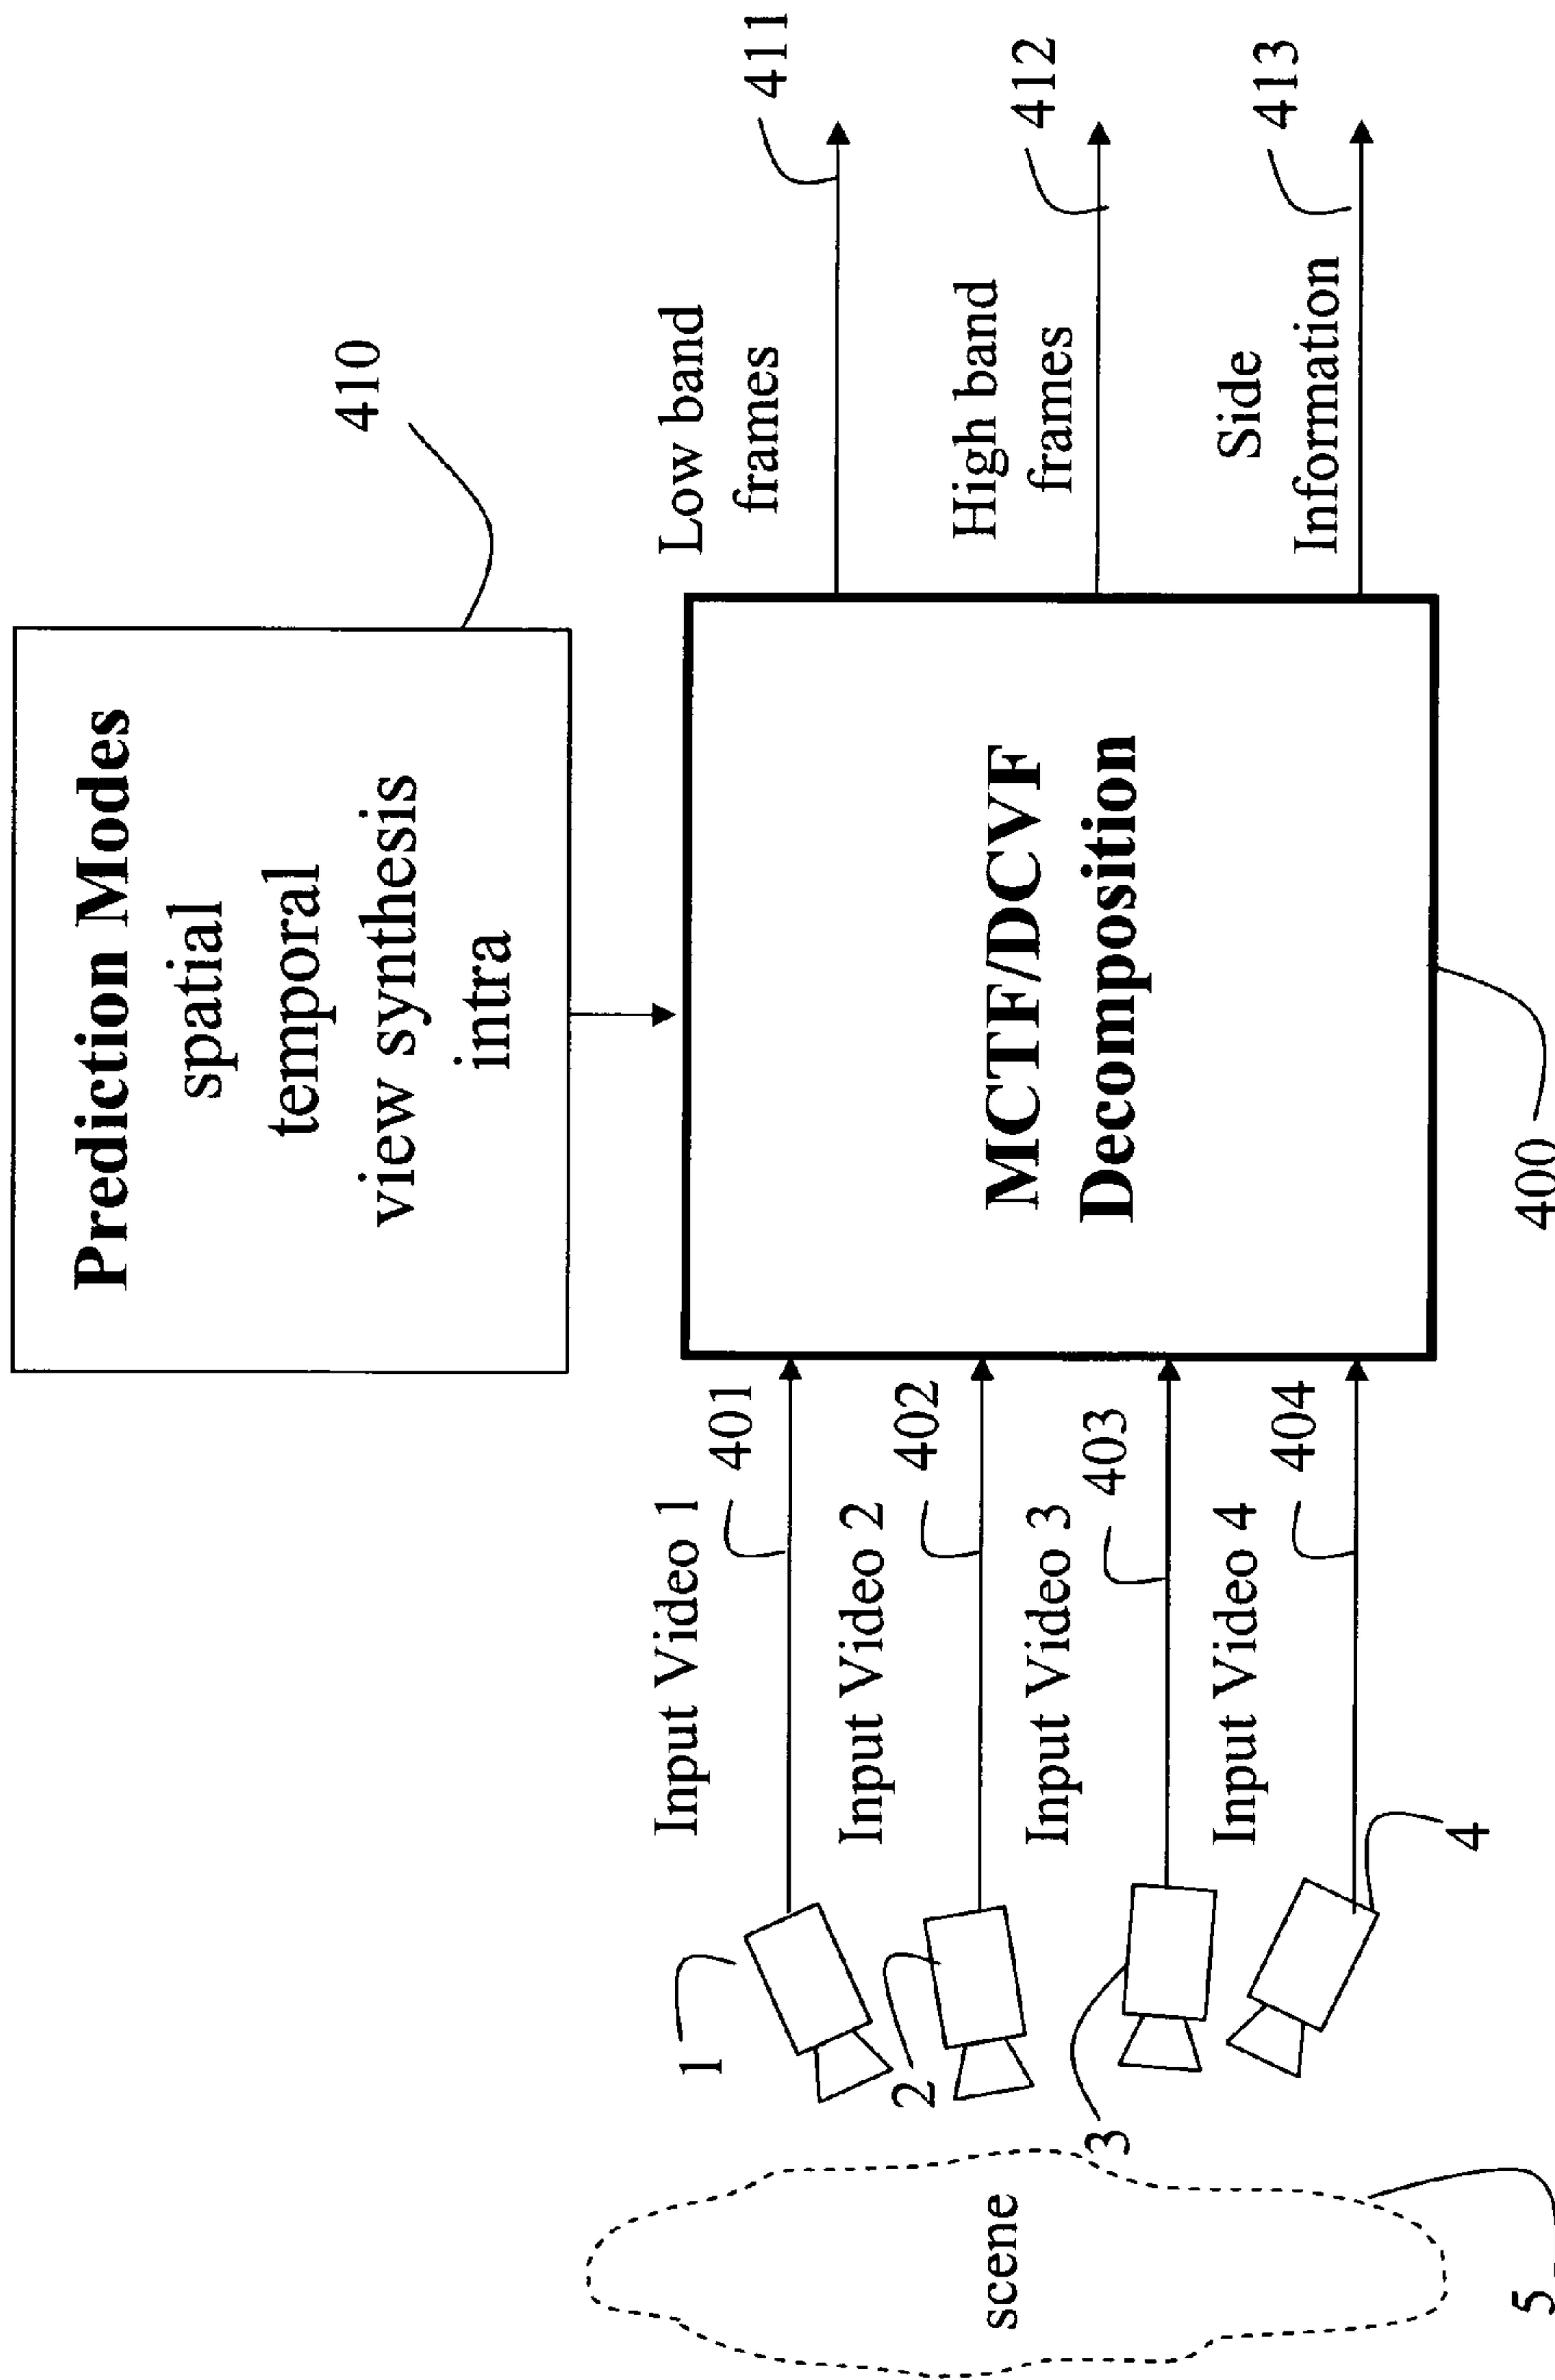 Prediction Modes
spatial
temporal
view synthesis
intra
410
scene
5
1
2
3
4
Input Video 1
401
Input Video 2
402
Input Video 3
403
Input Video 4
404
MCTF/DCVF
Decomposition
400
Low band
frames
411
High band
frames
412
Side
Information
413